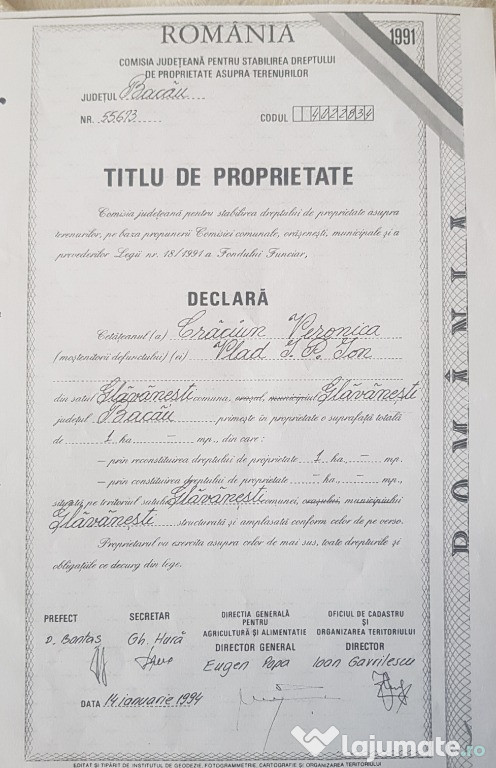 ROMÂNIA
1991
COMISIA JUDEȚEANĂ PENTRU STABILIREA DREPTULUI
DE PROPRIETATE ASUPRA TERENURILOR
JUDEȚUL Bacău
NR. 55673 CODUL 4022834
TITLU DE PROPRIETATE
Comisia județeană pentru stabilirea dreptului de proprietate asupra
terenurilor, pe baza propunerii Comisiei comunale, orășenești, municipale și a
prevederilor Legii nr. 18/1991 a Fondului Funciar,
DECLARĂ
Cetățeanul (a) Crăciun Veronica
(moștenitorii defunctului) (ei) Vlad I. P. Ion
din satul Glăvănești comuna, orașul, municipiul Glăvănești
județul Bacău primește în proprietate o suprafață totală
de 1 ha — mp., din care :
— prin reconstituirea dreptului de proprietate 1 ha, — mp.
— prin constituirea dreptului de proprietate — ha, — mp.
situată pe teritoriul satului Glăvănești comunei, orașului, municipiului
Glăvănești structurată și amplasată conform celor de pe verso.
Proprietarul va exercita asupra celor de mai sus, toate drepturile și
obligațiile ce decurg din lege.
PREFECT
D. Bontaș
SECRETAR
Gh. Hură
DIRECȚIA GENERALĂ
PENTRU
AGRICULTURĂ ȘI ALIMENTAȚIE
DIRECTOR GENERAL
Eugen Popa
OFICIUL DE CADASTRU
ȘI
ORGANIZAREA TERITORIULUI
DIRECTOR
Ioan Gavrilescu
DATA 14 ianuarie 1994
EDITAT ȘI TIPĂRIT DE INSTITUTUL DE GEODEZIE, FOTOGRAMMETRIE, CARTOGRAFIE ȘI ORGANIZAREA TERITORIULUI
ROMÂNIA
lajumate.ro